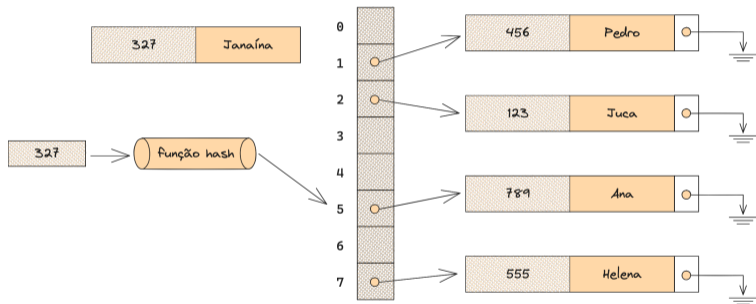 327 Janaína
327
função hash
0
1
2
3
4
5
6
7
456 Pedro
123 Juca
789 Ana
555 Helena